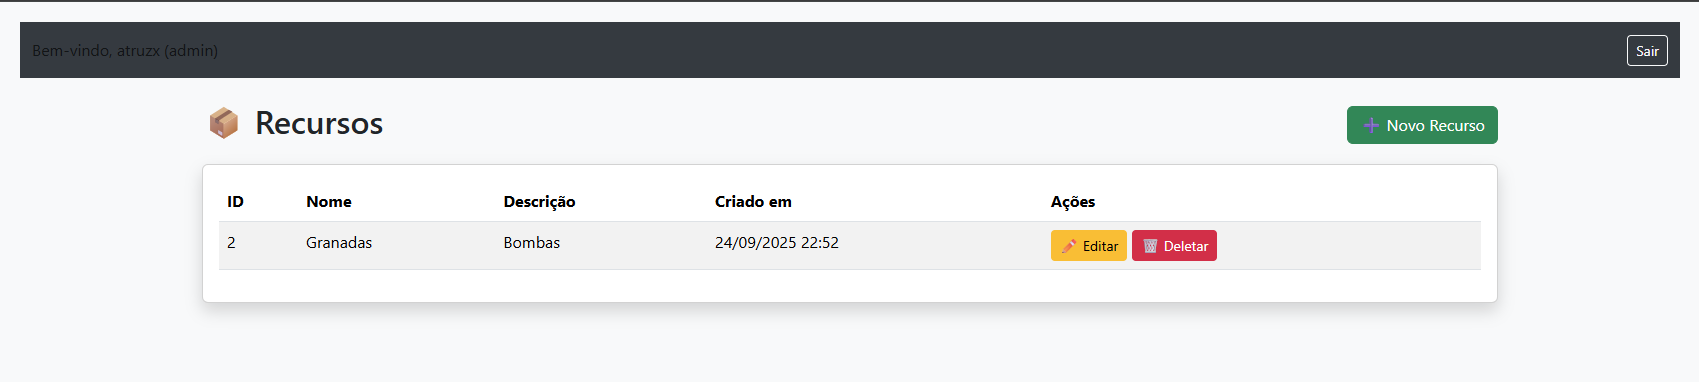 Bem-vindo, atruzx (admin)
Sair
Recursos
Novo Recurso
ID Nome Descrição Criado em Ações
2 Granadas Bombas 24/09/2025 22:52 Editar Deletar